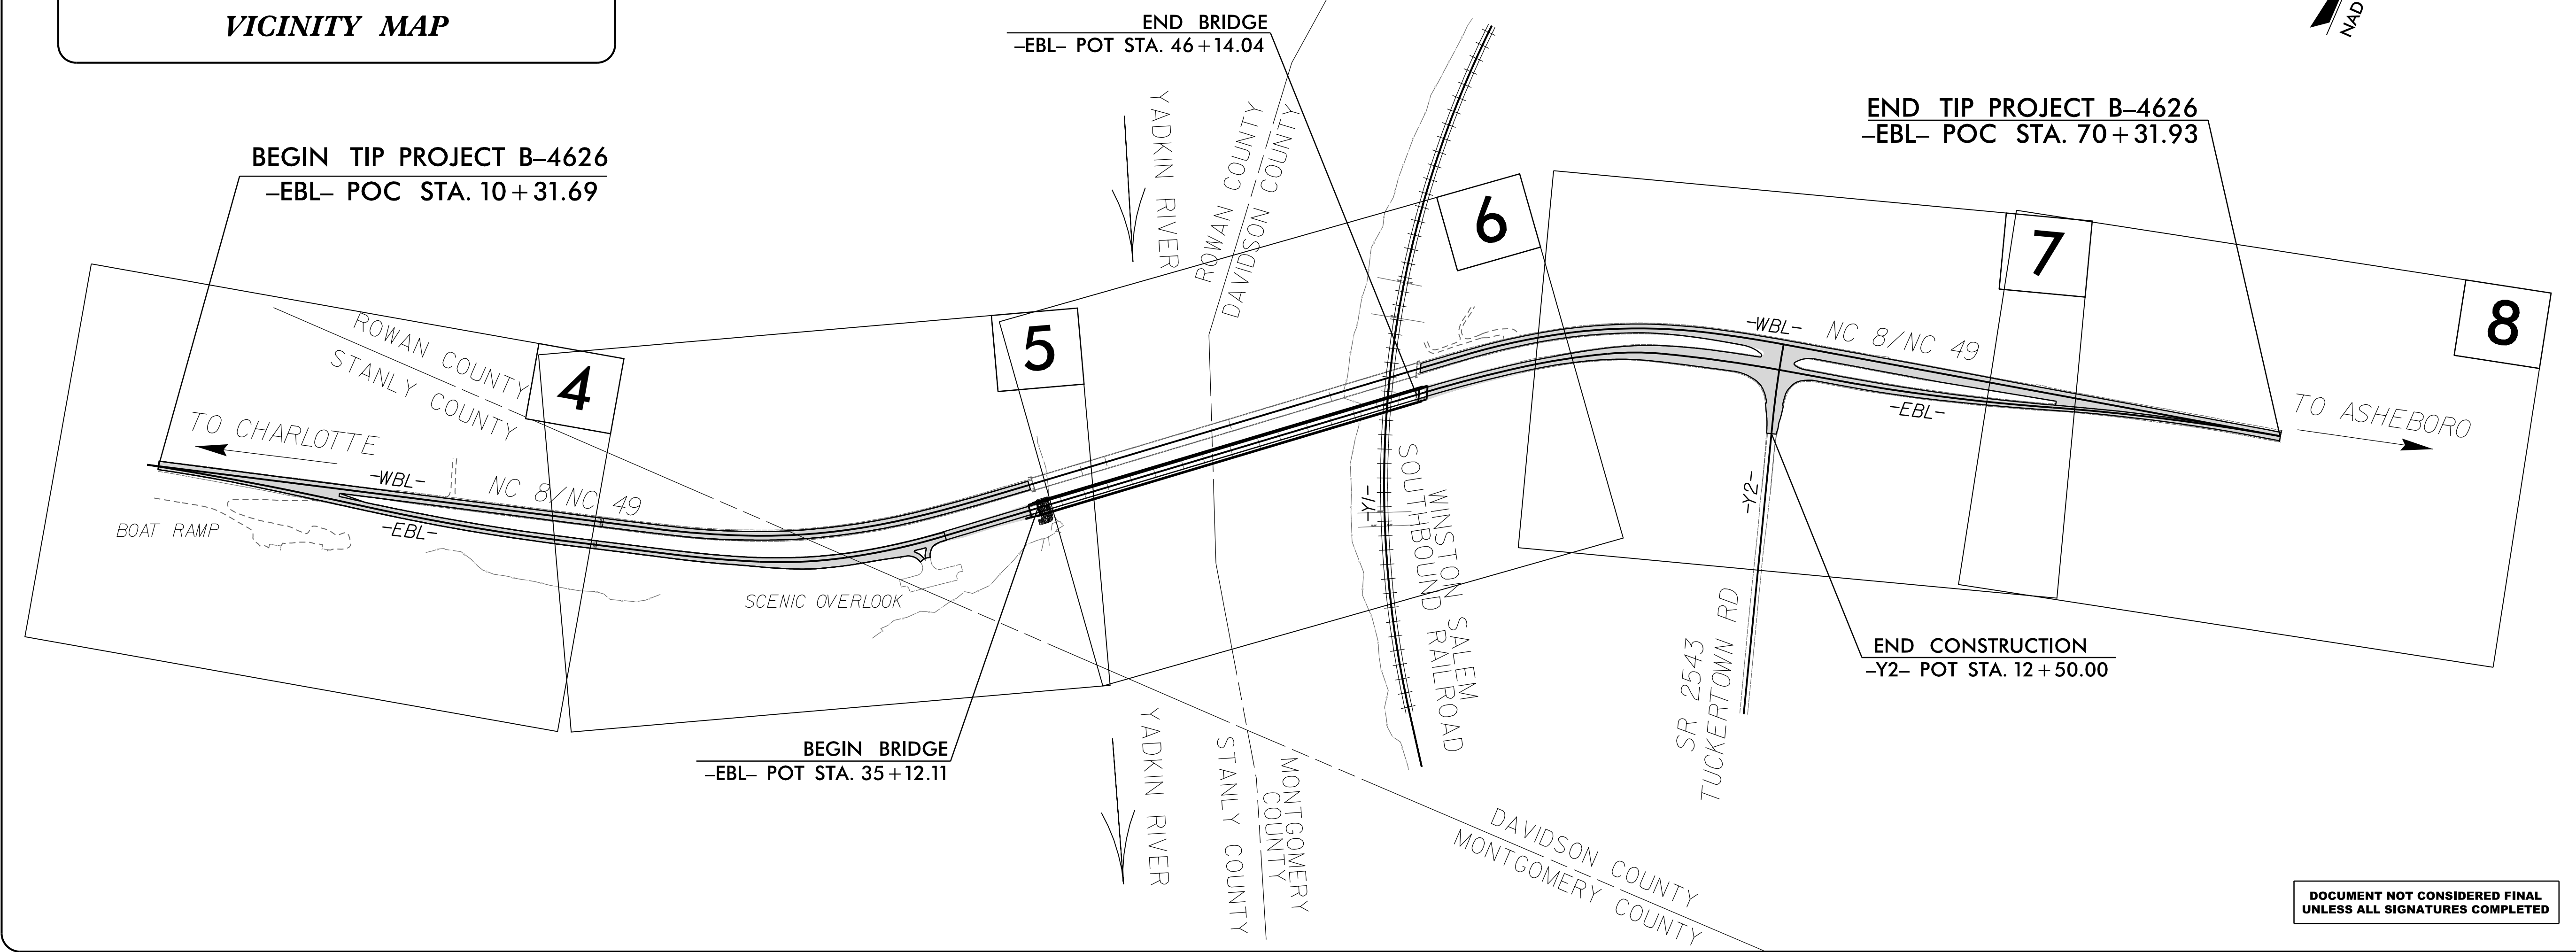 VICINITY MAP
END BRIDGE
–EBL– POT STA. 46+14.04
NAD
BEGIN TIP PROJECT B–4626
–EBL– POC STA. 10+31.69
END TIP PROJECT B–4626
–EBL– POC STA. 70+31.93
YADKIN RIVER
ROWAN COUNTY
DAVIDSON COUNTY
4
5
6
7
8
ROWAN COUNTY
STANLY COUNTY
TO CHARLOTTE
–WBL–
NC 8/NC 49
–EBL–
BOAT RAMP
SCENIC OVERLOOK
–WBL–
NC 8/NC 49
–EBL–
TO ASHEBORO
–Y1–
WINSTON SALEM
SOUTHBOUND RAILROAD
–Y2–
SR 2543
TUCKERTOWN RD
END CONSTRUCTION
–Y2– POT STA. 12+50.00
BEGIN BRIDGE
–EBL– POT STA. 35+12.11
YADKIN RIVER
STANLY COUNTY
MONTGOMERY
COUNTY
DAVIDSON COUNTY
MONTGOMERY COUNTY
DOCUMENT NOT CONSIDERED FINAL
UNLESS ALL SIGNATURES COMPLETED